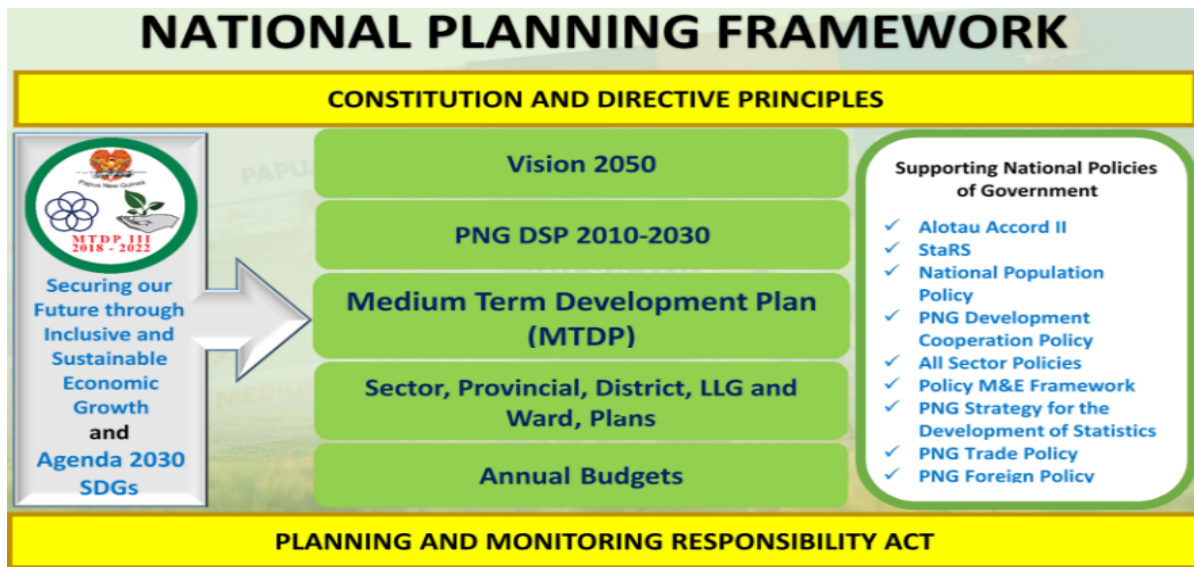 NATIONAL PLANNING FRAMEWORK
CONSTITUTION AND DIRECTIVE PRINCIPLES
Papua New Guinea
MTDP III
2018 - 2022
Securing our
Future through
Inclusive and
Sustainable
Economic
Growth
and
Agenda 2030
SDGs
Vision 2050
PNG DSP 2010-2030
Medium Term Development Plan
(MTDP)
Sector, Provincial, District, LLG and
Ward, Plans
Annual Budgets
Supporting National Policies
of Government
✓ Alotau Accord II
✓ StaRS
✓ National Population
Policy
✓ PNG Development
Cooperation Policy
✓ All Sector Policies
✓ Policy M&E Framework
✓ PNG Strategy for the
Development of Statistics
✓ PNG Trade Policy
✓ PNG Foreign Policy
PLANNING AND MONITORING RESPONSIBILITY ACT